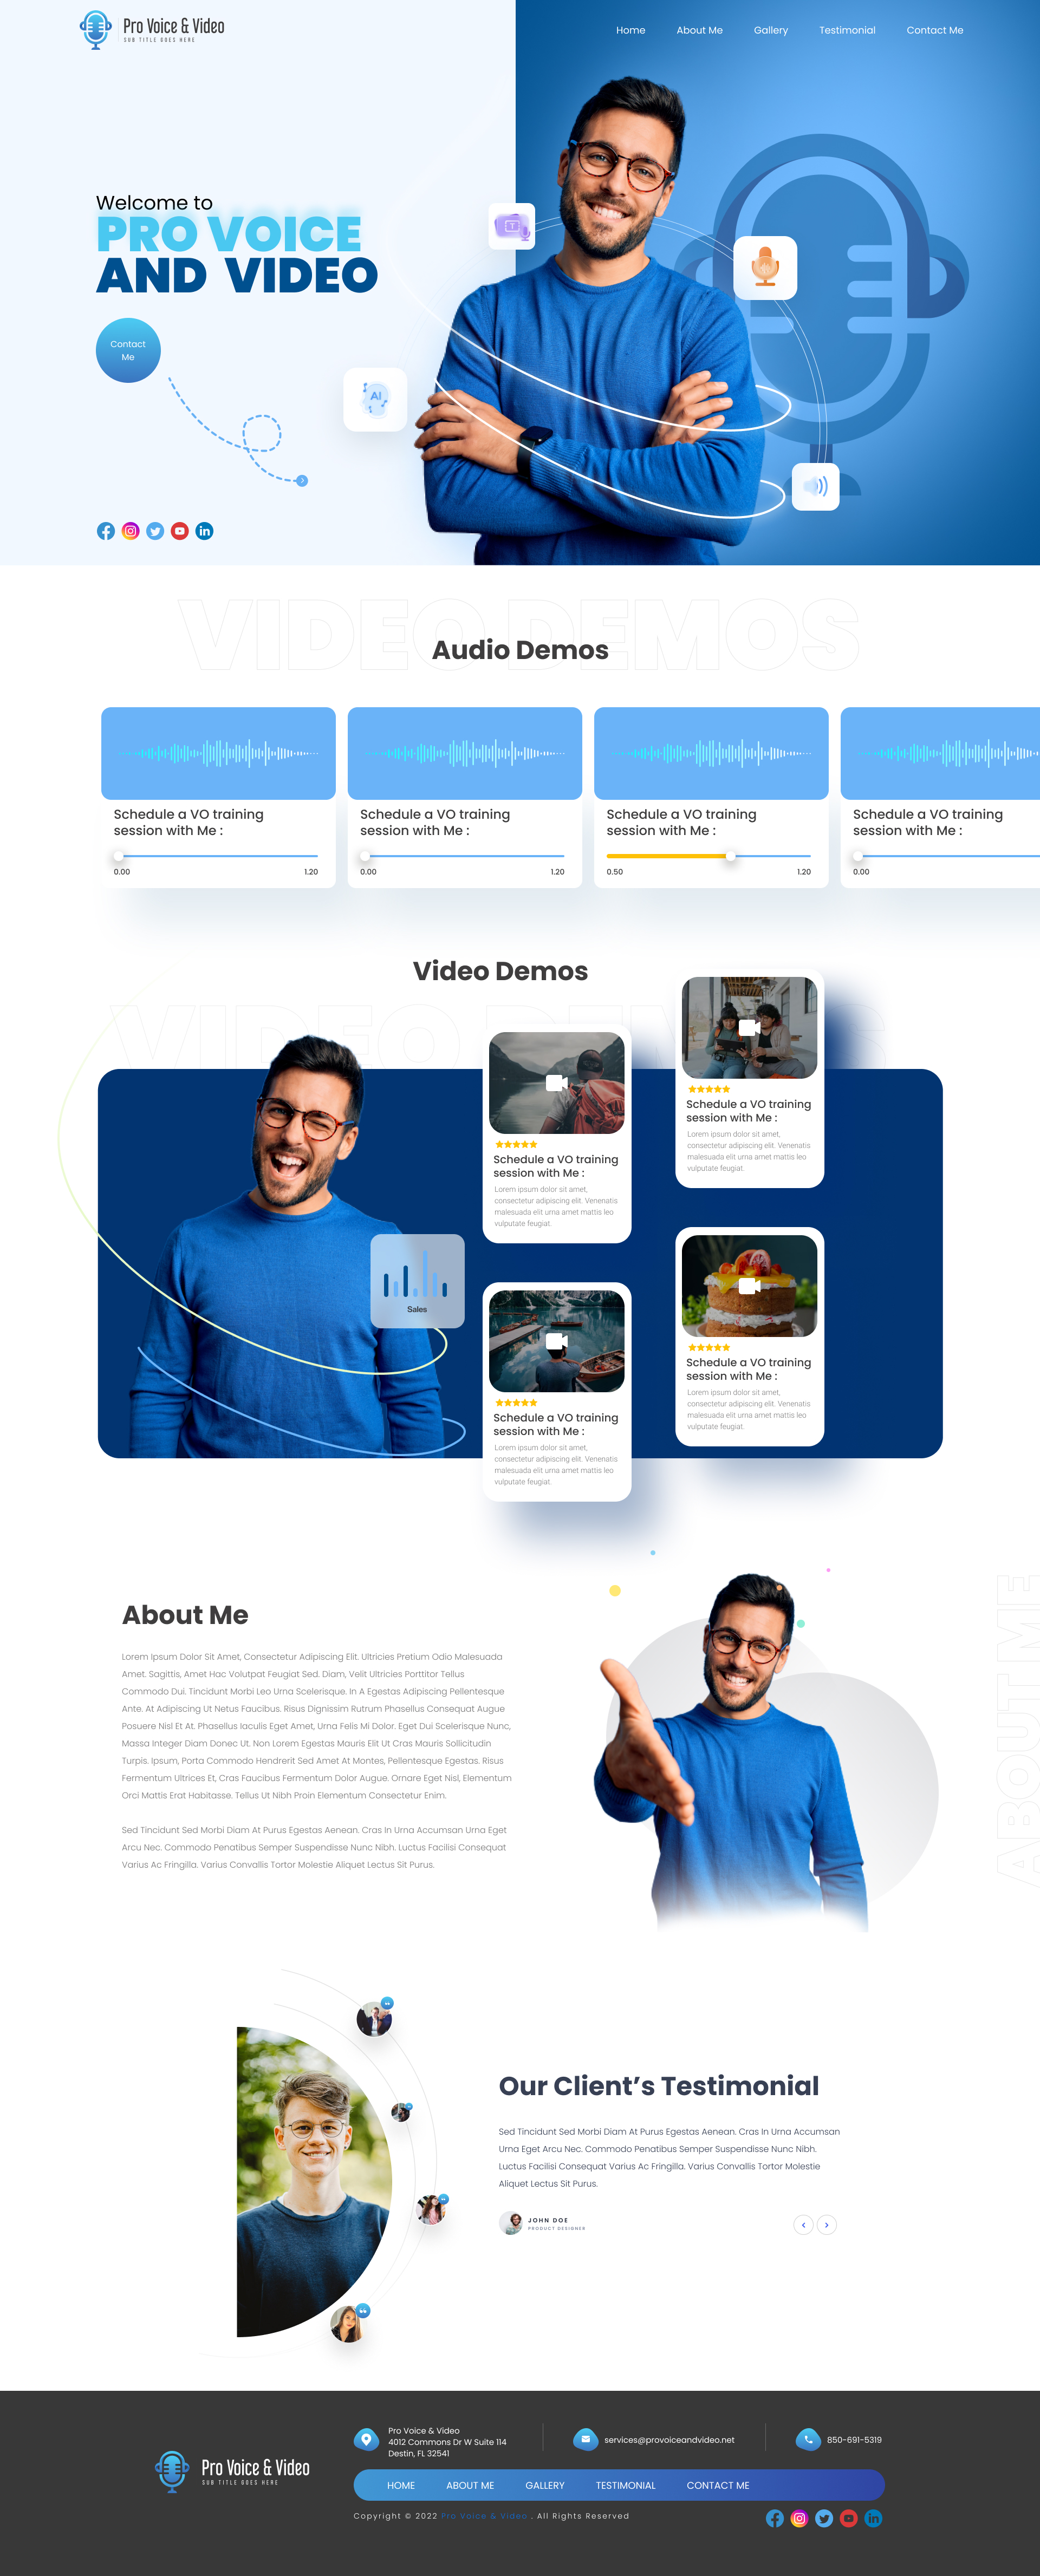 Pro Voice & Video
SUB TITLE GOES HERE
Home
About Me
Gallery
Testimonial
Contact Me
Welcome to
PRO VOICE
AND VIDEO
Contact
Me
T
AI
VIDEO DEMOS
Audio Demos
Schedule a VO training
session with Me :
0.00
1.20
Schedule a VO training
session with Me :
0.00
1.20
Schedule a VO training
session with Me :
0.50
1.20
Schedule a VO training
session with Me :
0.00
Video Demos
VIDEO DEMOS
Schedule a VO training
session with Me :
Lorem ipsum dolor sit amet,
consectetur adipiscing elit. Venenatis
malesuada elit urna amet mattis leo
vulputate feugiat.
Schedule a VO training
session with Me :
Lorem ipsum dolor sit amet,
consectetur adipiscing elit. Venenatis
malesuada elit urna amet mattis leo
vulputate feugiat.
Sales
Schedule a VO training
session with Me :
Lorem ipsum dolor sit amet,
consectetur adipiscing elit. Venenatis
malesuada elit urna amet mattis leo
vulputate feugiat.
Schedule a VO training
session with Me :
Lorem ipsum dolor sit amet,
consectetur adipiscing elit. Venenatis
malesuada elit urna amet mattis leo
vulputate feugiat.
About Me
ABOUT ME
Lorem Ipsum Dolor Sit Amet, Consectetur Adipiscing Elit. Ultricies Pretium Odio Malesuada
Amet. Sagittis, Amet Hac Volutpat Feugiat Sed. Diam, Velit Ultricies Porttitor Tellus
Commodo Dui. Tincidunt Morbi Leo Urna Scelerisque. In A Egestas Adipiscing Pellentesque
Ante. At Adipiscing Ut Netus Faucibus. Risus Dignissim Rutrum Phasellus Consequat Augue
Posuere Nisl Et At. Phasellus Iaculis Eget Amet, Urna Felis Mi Dolor. Eget Dui Scelerisque Nunc,
Massa Integer Diam Donec Ut. Non Lorem Egestas Mauris Elit Ut Cras Mauris Sollicitudin
Turpis. Ipsum, Porta Commodo Hendrerit Sed Amet At Montes, Pellentesque Egestas. Risus
Fermentum Ultrices Et, Cras Faucibus Fermentum Dolor Augue. Ornare Eget Nisl, Elementum
Orci Mattis Erat Habitasse. Tellus Ut Nibh Proin Elementum Consectetur Enim.
Sed Tincidunt Sed Morbi Diam At Purus Egestas Aenean. Cras In Urna Accumsan Urna Eget
Arcu Nec. Commodo Penatibus Semper Suspendisse Nunc Nibh. Luctus Facilisi Consequat
Varius Ac Fringilla. Varius Convallis Tortor Molestie Aliquet Lectus Sit Purus.
Our Client’s Testimonial
Sed Tincidunt Sed Morbi Diam At Purus Egestas Aenean. Cras In Urna Accumsan
Urna Eget Arcu Nec. Commodo Penatibus Semper Suspendisse Nunc Nibh.
Luctus Facilisi Consequat Varius Ac Fringilla. Varius Convallis Tortor Molestie
Aliquet Lectus Sit Purus.
JOHN DOE
PRODUCT DESIGNER
Pro Voice & Video
SUB TITLE GOES HERE
Pro Voice & Video
4012 Commons Dr W Suite 114
Destin, FL 32541
services@provoiceandvideo.net
850-691-5319
HOME
ABOUT ME
GALLERY
TESTIMONIAL
CONTACT ME
Copyright © 2022 Pro Voice & Video . All Rights Reserved